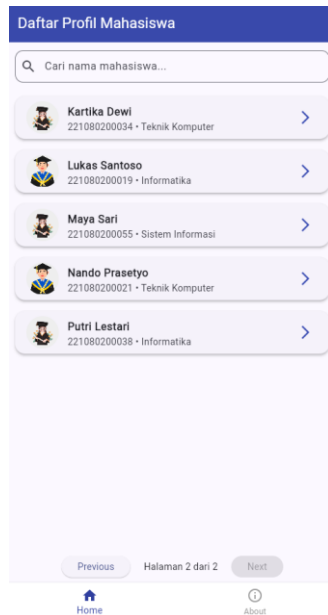 Daftar Profil Mahasiswa
Cari nama mahasiswa...
Kartika Dewi
221080200034 • Teknik Komputer
Lukas Santoso
221080200019 • Informatika
Maya Sari
221080200055 • Sistem Informasi
Nando Prasetyo
221080200021 • Teknik Komputer
Putri Lestari
221080200038 • Informatika
Previous Halaman 2 dari 2 Next
Home About